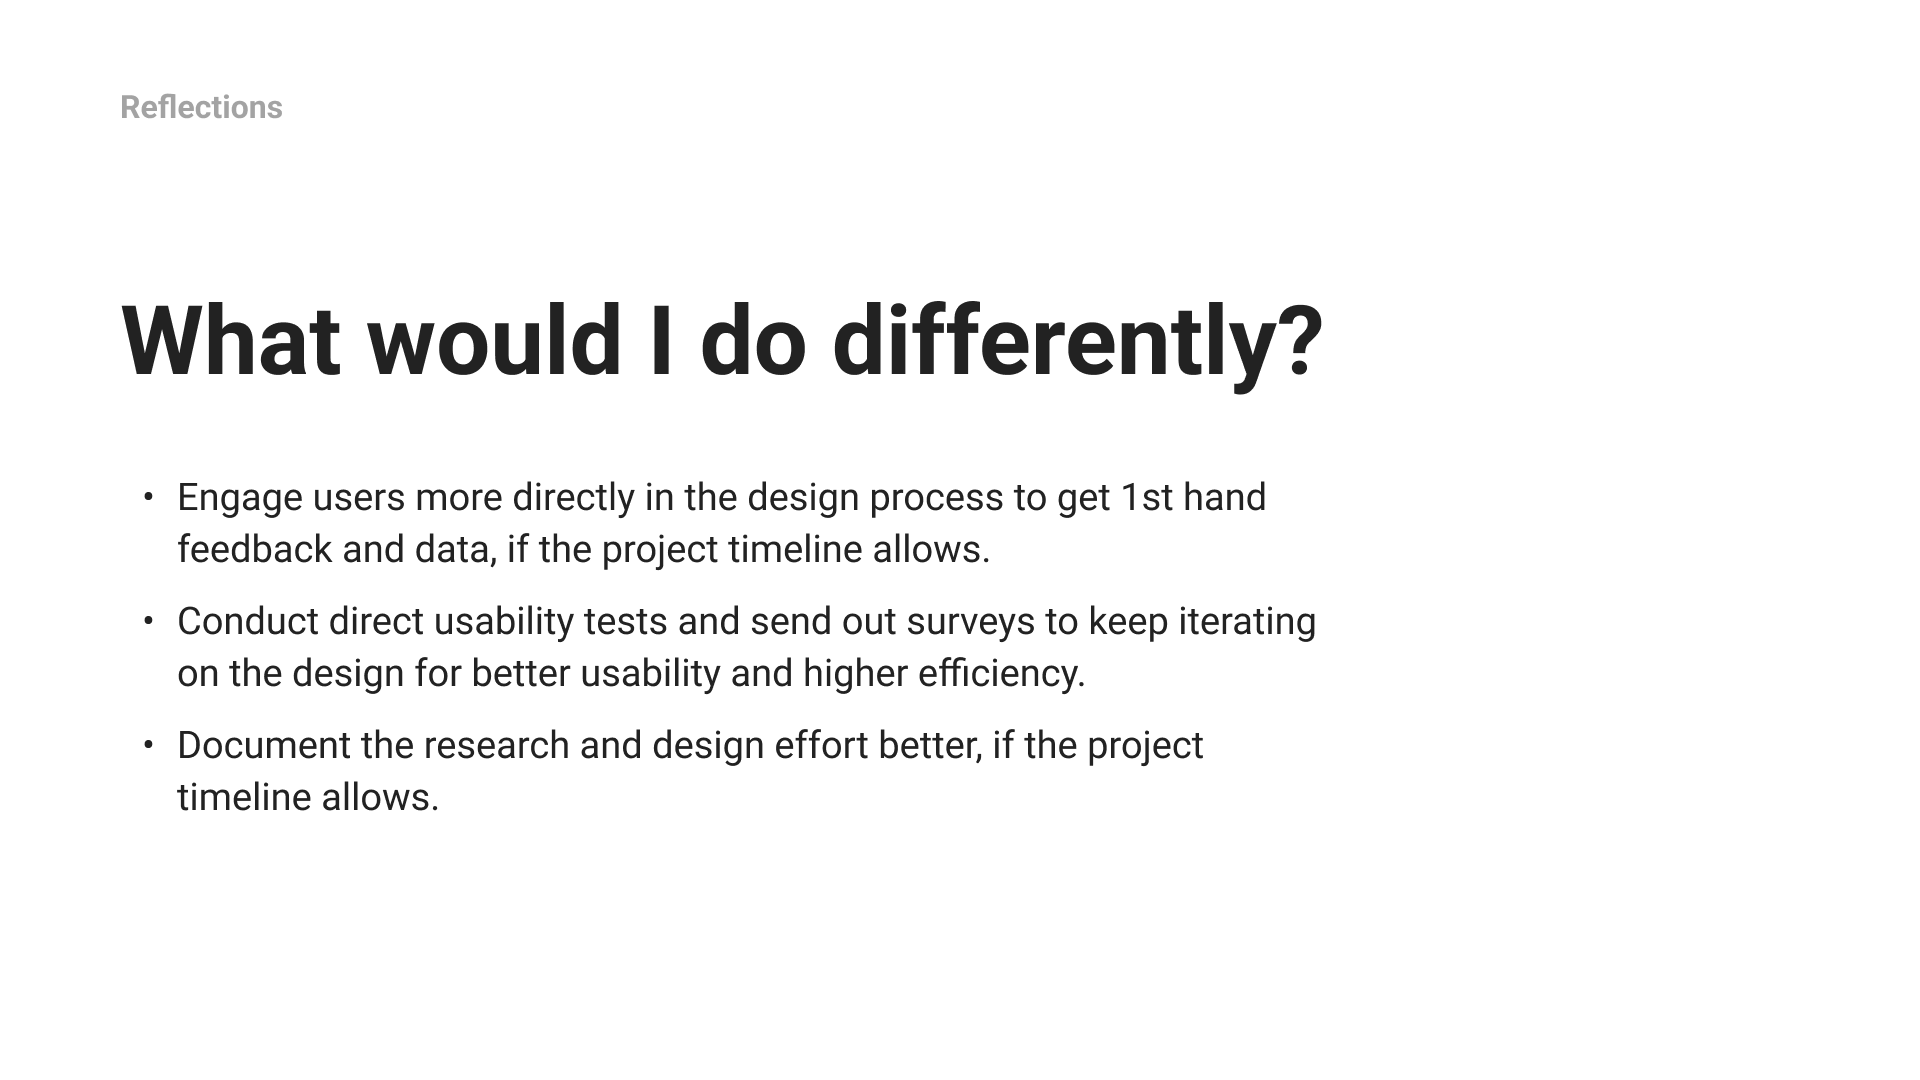 Reflections
What would I do differently?
• Engage users more directly in the design process to get 1st hand
feedback and data, if the project timeline allows.
• Conduct direct usability tests and send out surveys to keep iterating
on the design for better usability and higher efficiency.
• Document the research and design effort better, if the project
timeline allows.